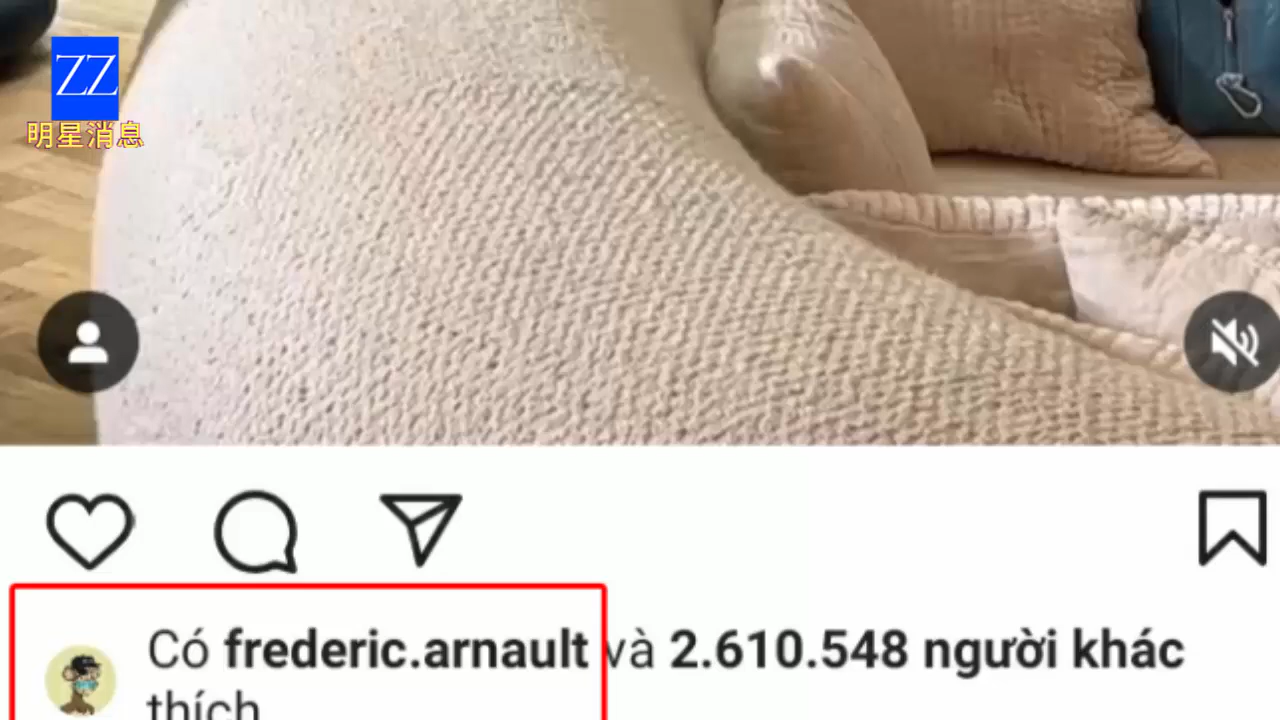 ZZ
明星消息
Có frederic.arnault và 2.610.548 người khác
thích